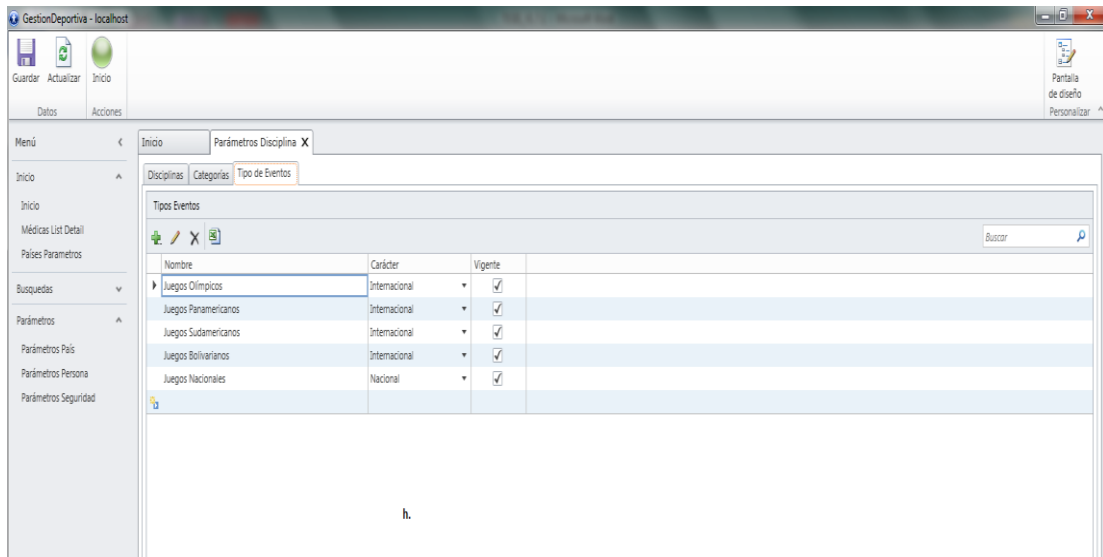 GestionDeportiva - localhost
Guardar Actualizar Inicio
Pantalla
de diseño
Datos Acciones Personalizar
Menú
Inicio Parámetros Disciplina X
Inicio
Disciplinas Categorías Tipo de Eventos
Inicio
Tipos Eventos
Médicas List Detail
Buscar
Países Parametros
Nombre Carácter Vigente
Busquedas
Juegos Olímpicos Internacional
Juegos Panamericanos Internacional
Parámetros
Juegos Sudamericanos Internacional
Parámetros País
Juegos Bolivarianos Internacional
Parámetros Persona
Juegos Nacionales Nacional
Parámetros Seguridad
h.